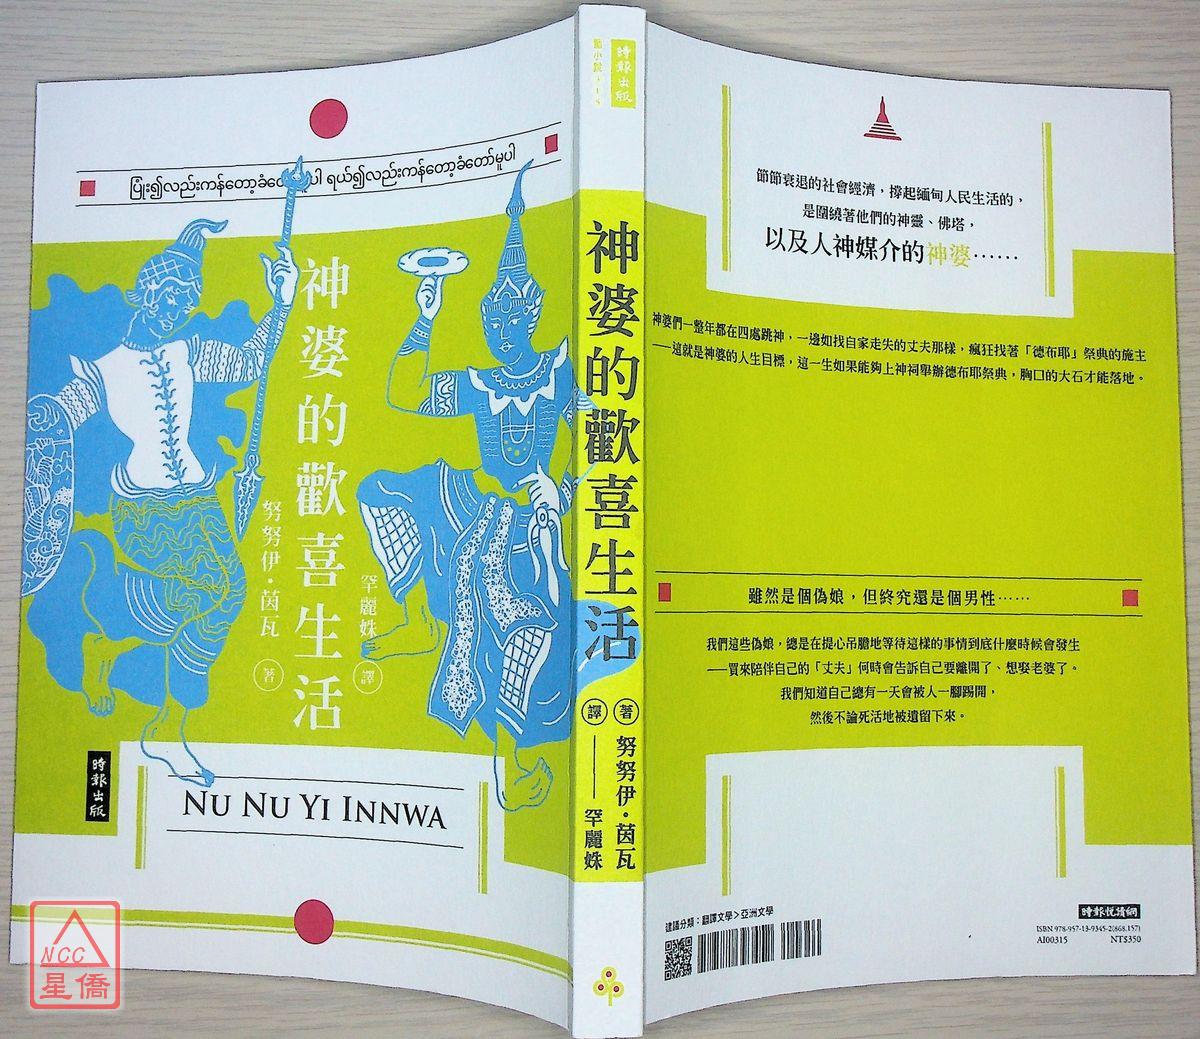 ပြုံး၍လည်းကန်တော့ခံတော်မူပါ ရယ်၍လည်းကန်တော့ခံတော်မူပါ
神婆的歡喜生活
努努伊・茵瓦 著
罕麗姝 譯
時報出版
NU NU YI INNWA
NCC
星僑
時報出版
神婆的歡喜生活
著 努努伊・茵瓦
譯 —— 罕麗姝
節節衰退的社會經濟，撐起緬甸人民生活的，
是圍繞著他們的神靈、佛塔，
以及人神媒介的神婆……
神婆們一整年都在四處跳神，一邊如找自家走失的丈夫那樣，瘋狂找著「德布耶」祭典的施主
——這就是神婆的人生目標，這一生如果能夠上神祠舉辦德布耶祭典，胸口的大石才能落地。
雖然是個偽娘，但終究還是個男性……
我們這些偽娘，總是在提心吊膽地等待這樣的事情到底什麼時候會發生
——買來陪伴自己的「丈夫」何時會告訴自己要離開了、想娶老婆了。
我們知道自己總有一天會被人一腳踢開，
然後不論死活地被遺留下來。
建議分類：翻譯文學>亞洲文學
時報悅讀網
ISBN 978-957-13-9345-2(868.157)
AI00315 NT$350